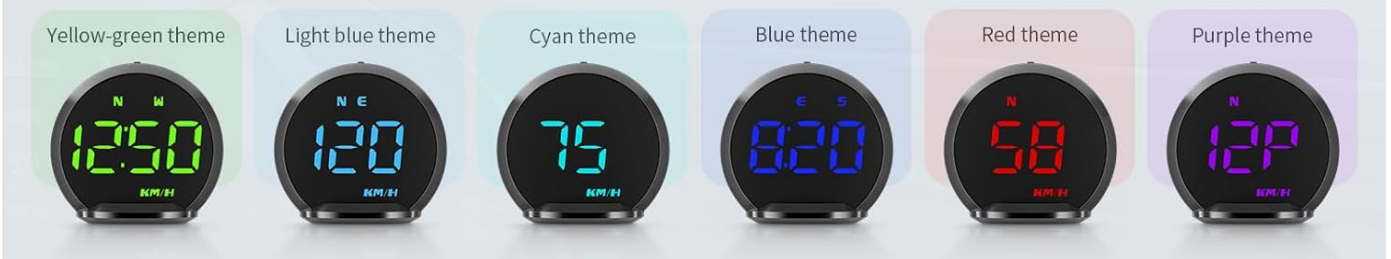 Yellow-green theme
N W
12:50
KM/H
Light blue theme
N E
120
KM/H
Cyan theme
75
KM/H
Blue theme
E S
8:20
Red theme
N
58
KM/H
Purple theme
N
12P
KM/H